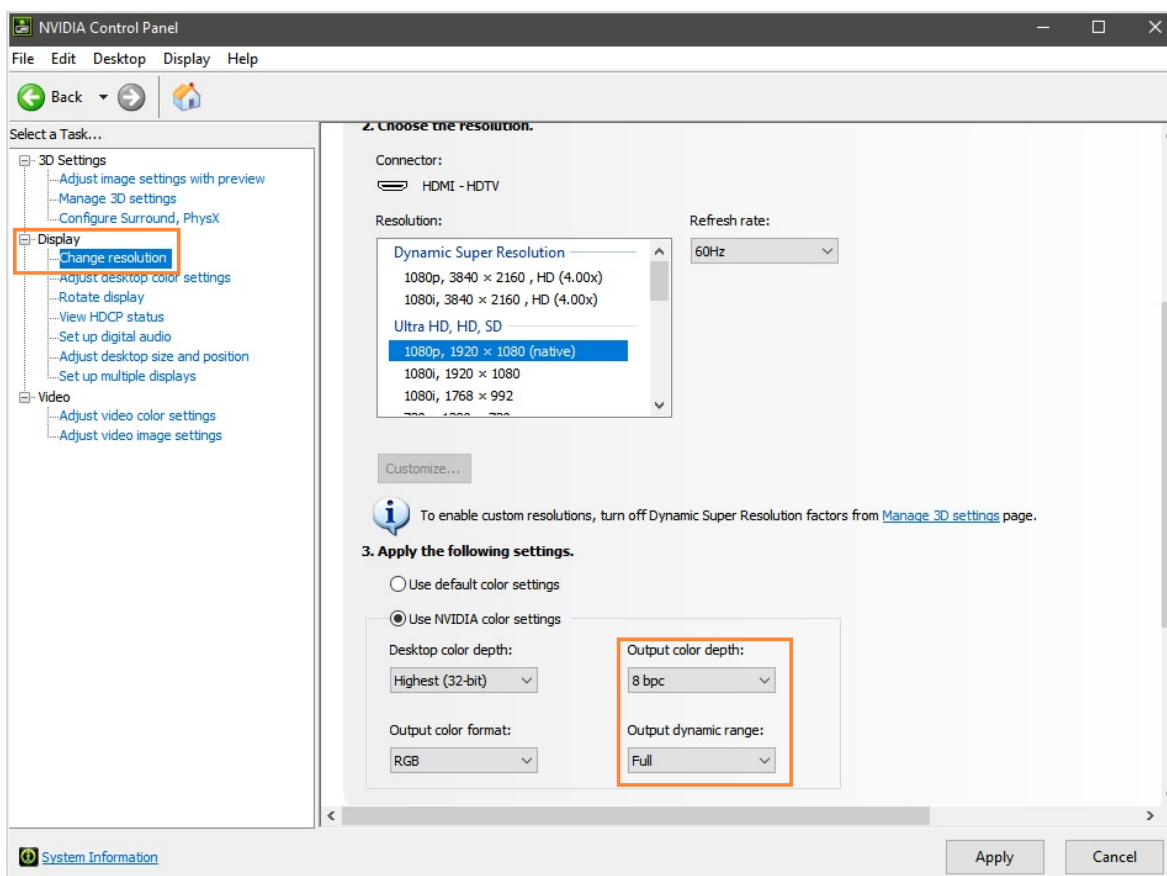 NVIDIA Control Panel
File Edit Desktop Display Help
Back
Select a Task...
3D Settings
Adjust image settings with preview
Manage 3D settings
Configure Surround, PhysX
Display
Change resolution
Adjust desktop color settings
Rotate display
View HDCP status
Set up digital audio
Adjust desktop size and position
Set up multiple displays
Video
Adjust video color settings
Adjust video image settings
2. Choose the resolution.
Connector:
HDMI - HDTV
Resolution:
Refresh rate:
Dynamic Super Resolution
60Hz
1080p, 3840 × 2160 , HD (4.00x)
1080i, 3840 × 2160 , HD (4.00x)
Ultra HD, HD, SD
1080p, 1920 × 1080 (native)
1080i, 1920 × 1080
1080i, 1768 × 992
Customize...
To enable custom resolutions, turn off Dynamic Super Resolution factors from Manage 3D settings page.
3. Apply the following settings.
Use default color settings
Use NVIDIA color settings
Desktop color depth:
Output color depth:
Highest (32-bit)
8 bpc
Output color format:
Output dynamic range:
RGB
Full
System Information
Apply
Cancel